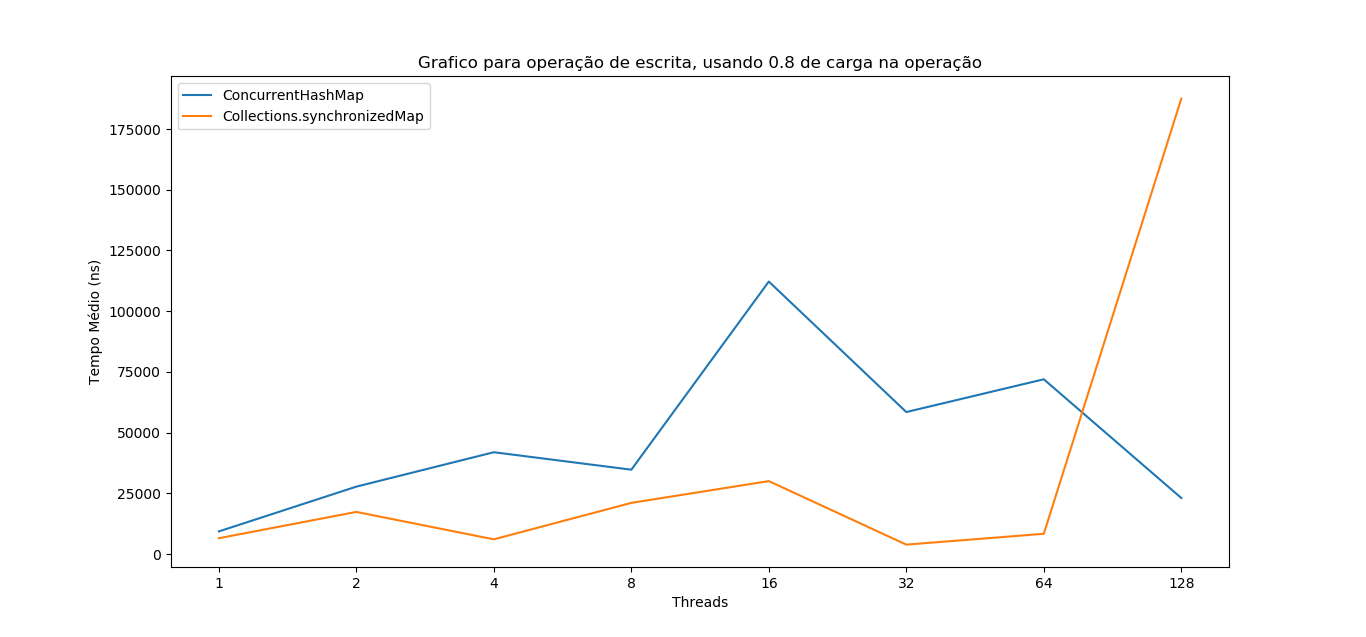 Grafico para operação de escrita, usando 0.8 de carga na operação
ConcurrentHashMap
Collections.synchronizedMap
175000
150000
125000
100000
75000
50000
25000
0
Tempo Médio (ns)
1 2 4 8 16 32 64 128
Threads